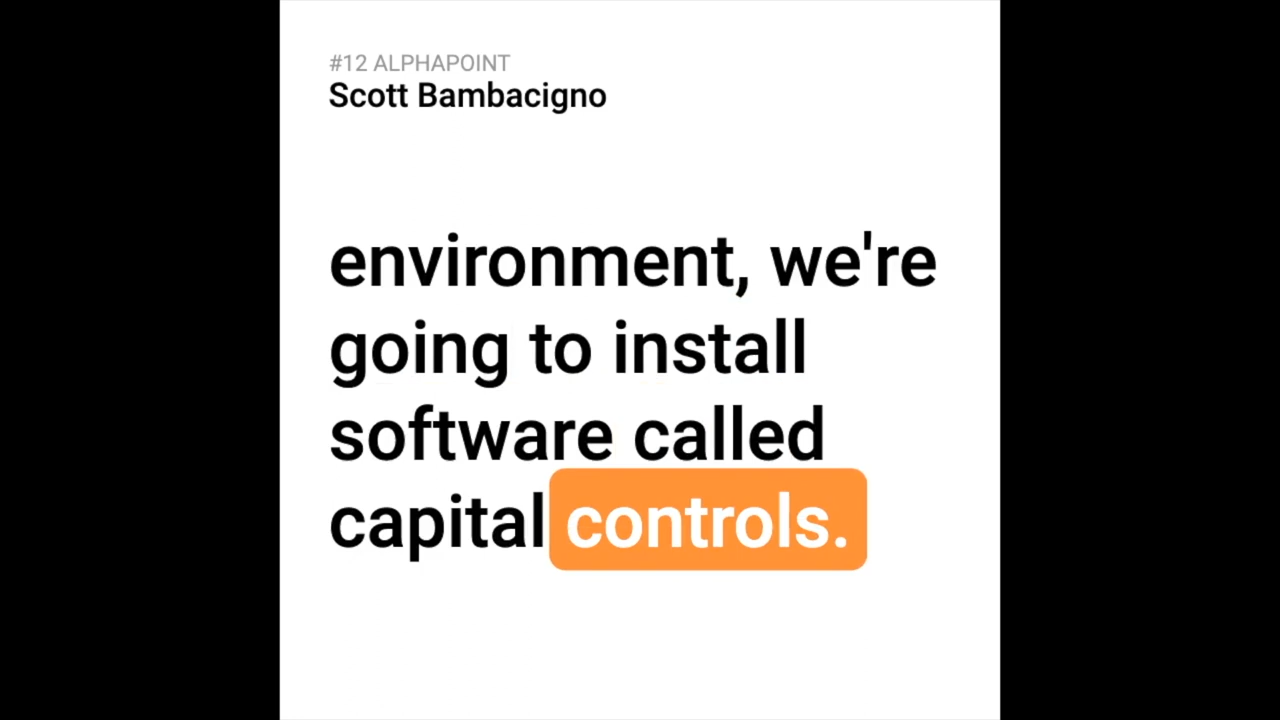 #12 ALPHAPOINT
Scott Bambacigno
environment, we're
going to install
software called
capital controls.